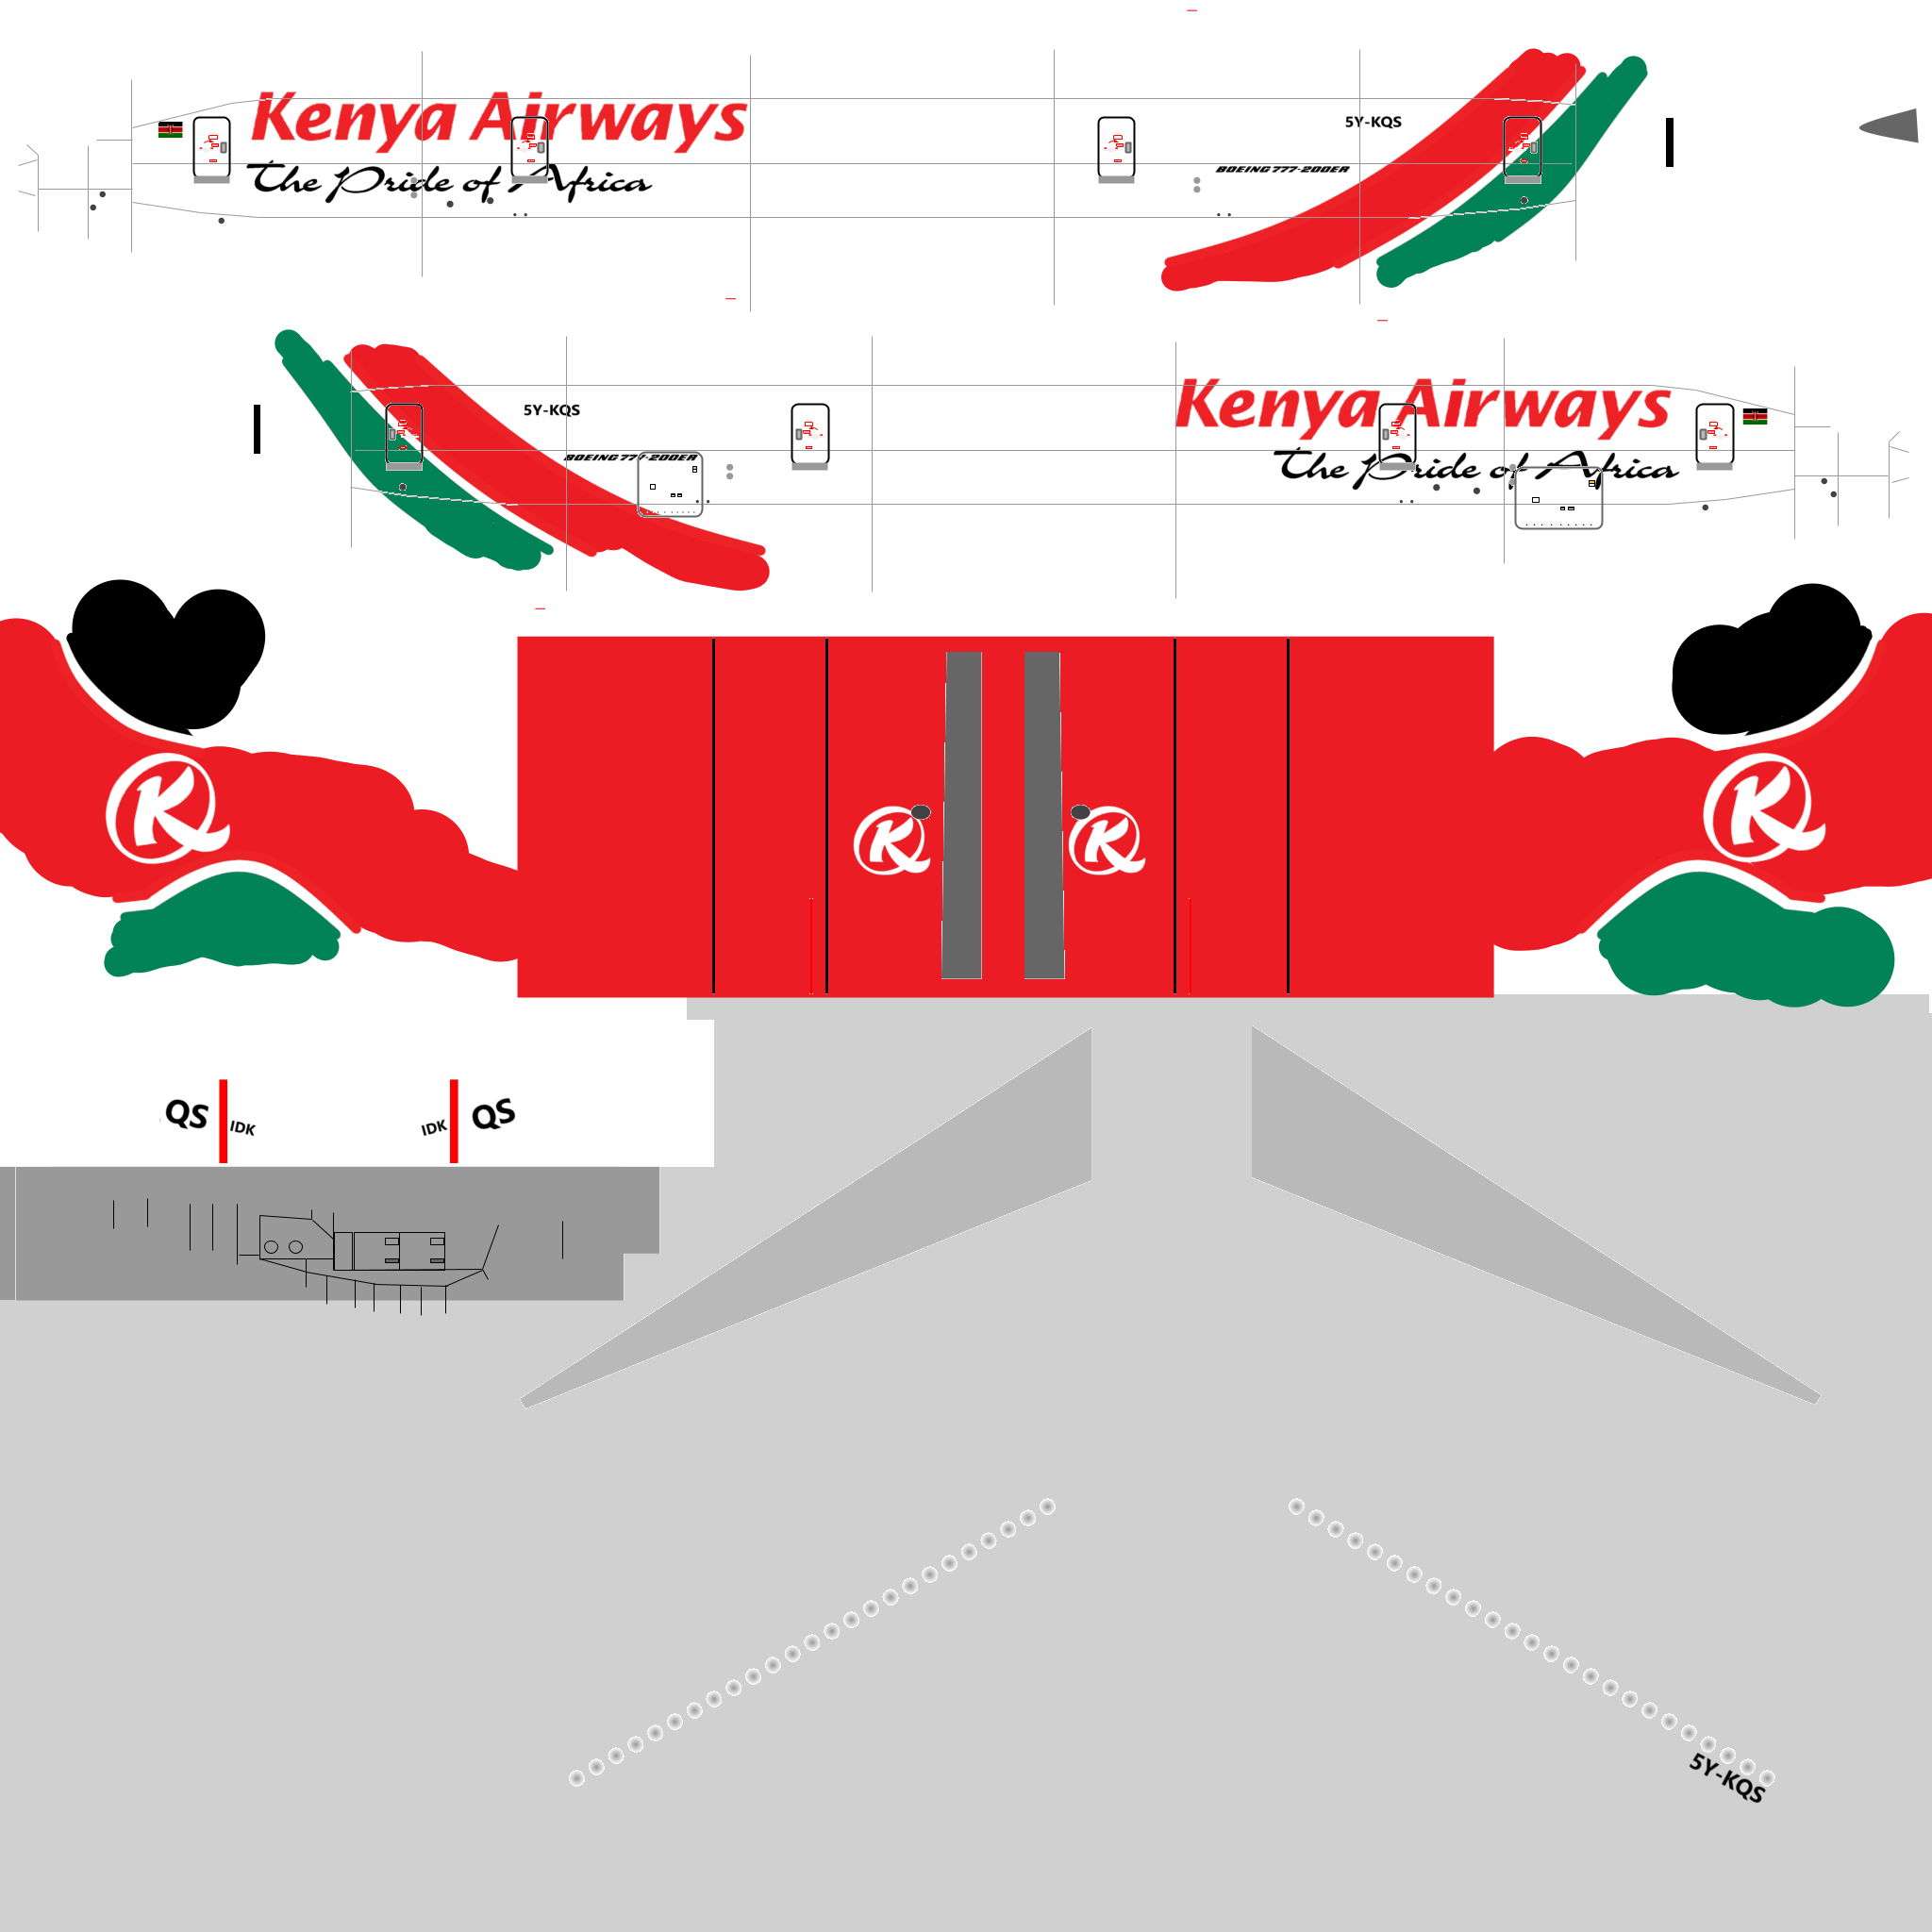 Kenya Airways
5Y-KQS
The Pride of Africa
BOEING 777-200ER
5Y-KQS
Kenya Airways
BOEING 777-200ER
The Pride of Africa
K
K
K
K
QS
IDK
IDK
QS
5Y-KQS